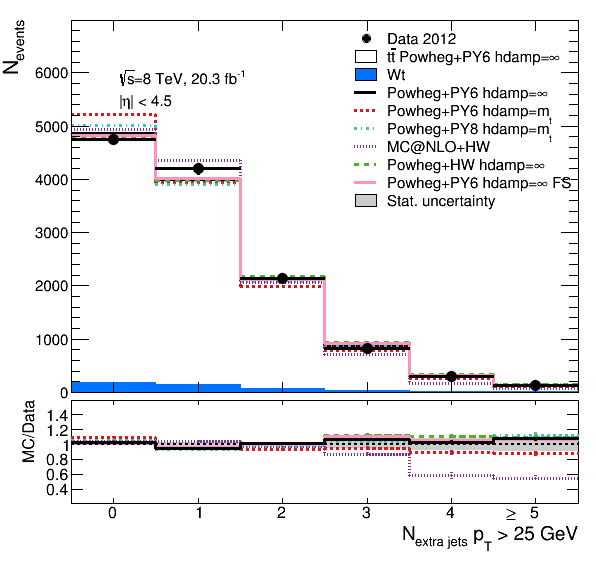 N_events
Data 2012
tt̄ Powheg+PY6 hdamp=∞
Wt
Powheg+PY6 hdamp=∞
Powheg+PY6 hdamp=m_t
Powheg+PY8 hdamp=m_t
MC@NLO+HW
Powheg+HW hdamp=∞
Powheg+PY6 hdamp=∞ FS
Stat. uncertainty
√s=8 TeV, 20.3 fb⁻¹
|η| < 4.5
6000
5000
4000
3000
2000
1000
0
MC/Data
1.4
1.2
1
0.8
0.6
0.4
0 1 2 3 4 ≥ 5
N_extra jets p_T > 25 GeV